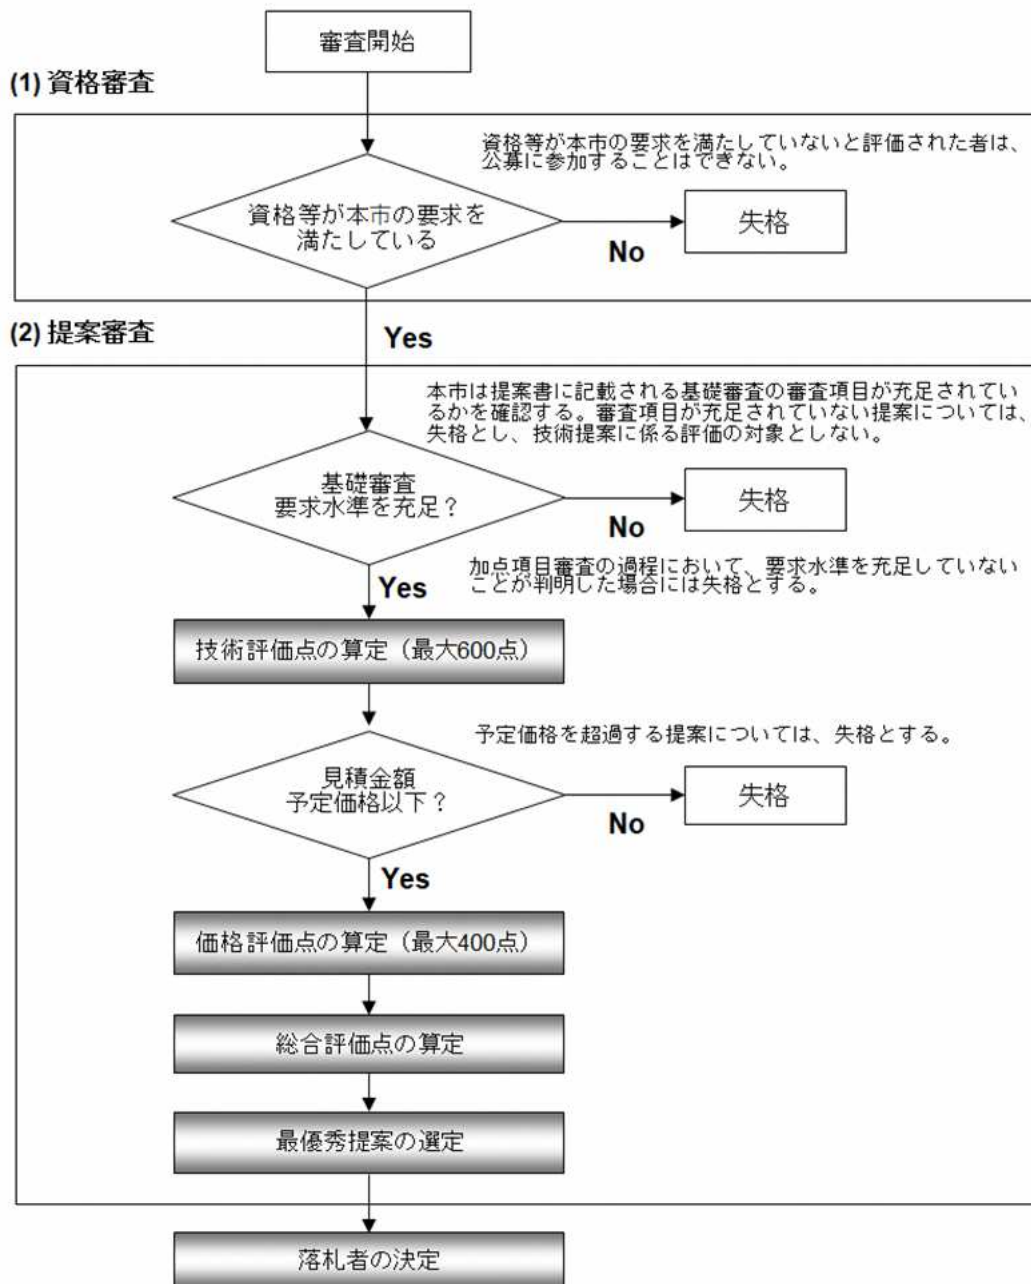 審査開始
(1) 資格審査
資格等が本市の要求を満たしていないと評価された者は、
公募に参加することはできない。
資格等が本市の要求を
満たしている
No
失格
Yes
(2) 提案審査
本市は提案書に記載される基礎審査の審査項目が充足されてい
るかを確認する。審査項目が充足されていない提案については、
失格とし、技術提案に係る評価の対象としない。
基礎審査
要求水準を充足？
No
失格
Yes
加点項目審査の過程において、要求水準を充足していない
ことが判明した場合には失格とする。
技術評価点の算定（最大600点）
予定価格を超過する提案については、失格とする。
見積金額
予定価格以下？
No
失格
Yes
価格評価点の算定（最大400点）
総合評価点の算定
最優秀提案の選定
落札者の決定